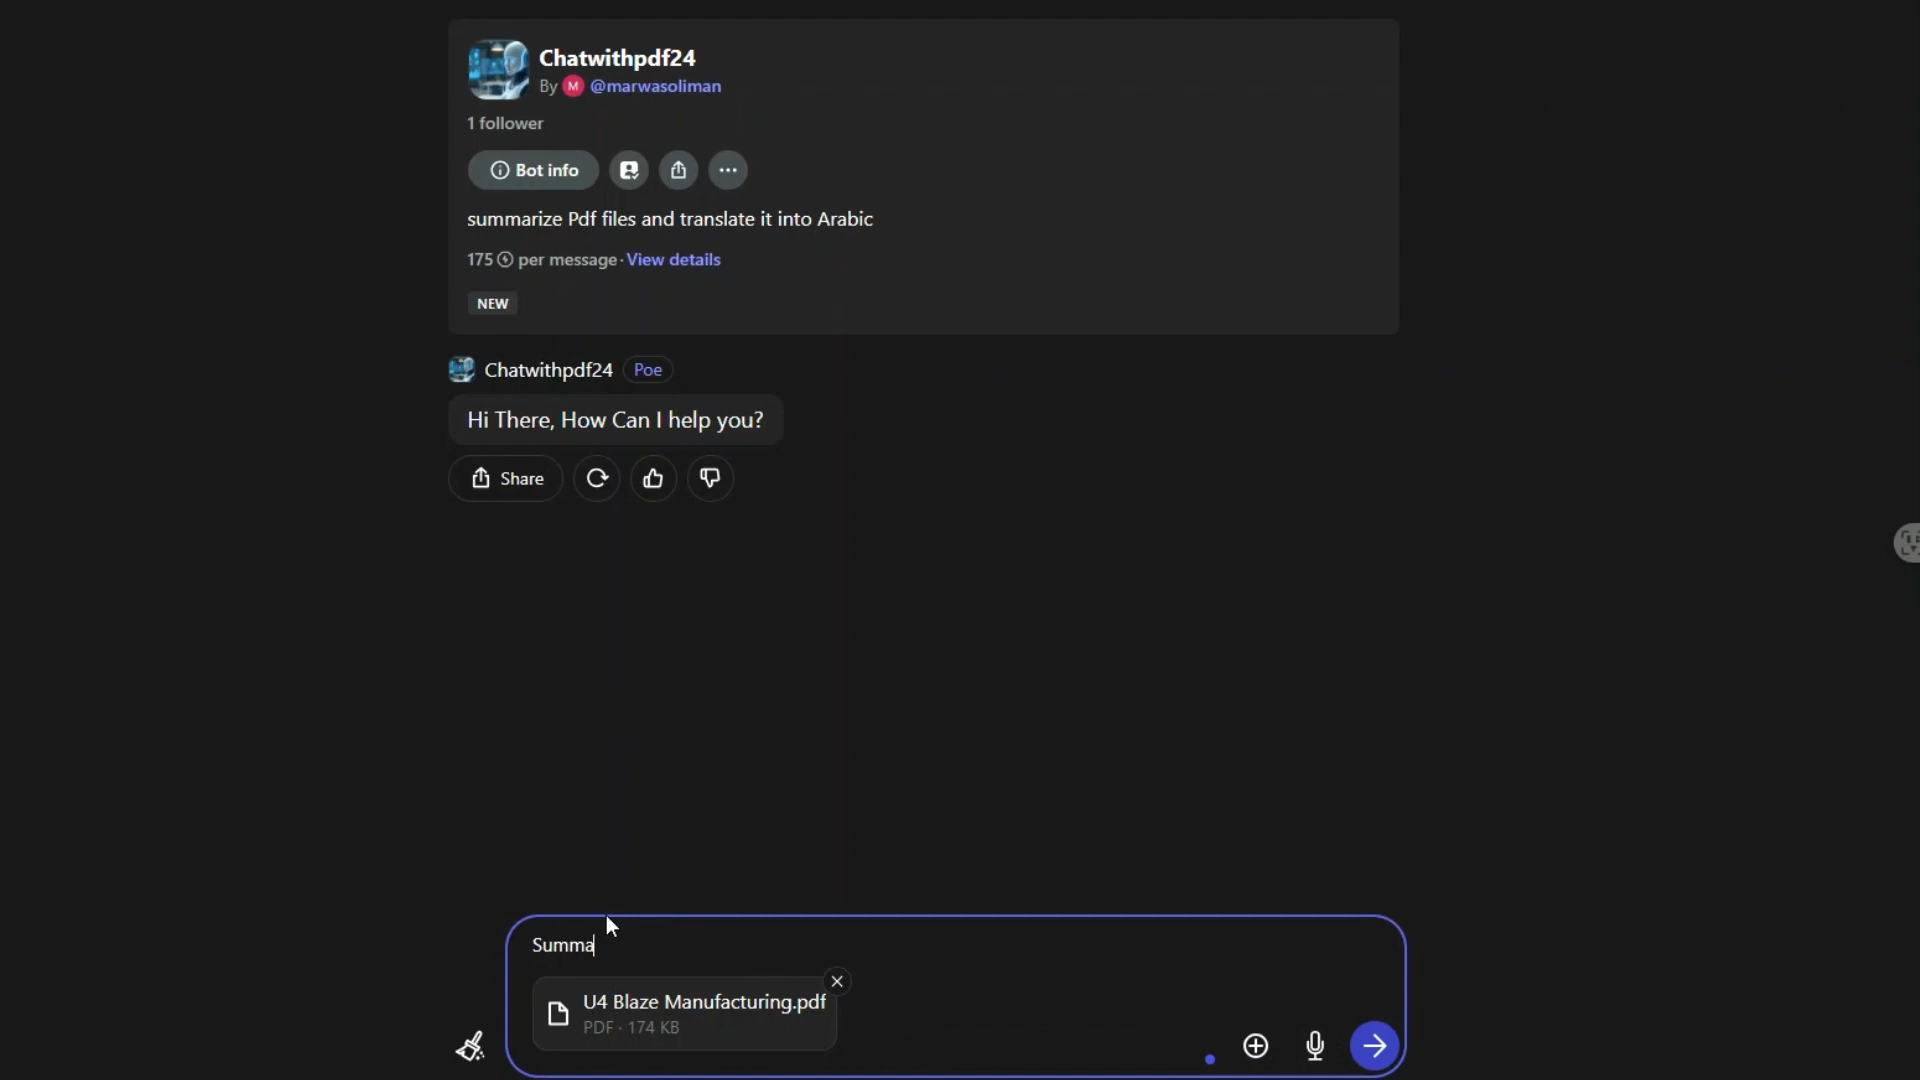 Chatwithpdf24
By M @marwasoliman
1 follower
Bot info
summarize Pdf files and translate it into Arabic
175 per message · View details
NEW
Chatwithpdf24 Poe
Hi There, How Can I help you?
Share
Summa
U4 Blaze Manufacturing.pdf
PDF · 174 KB